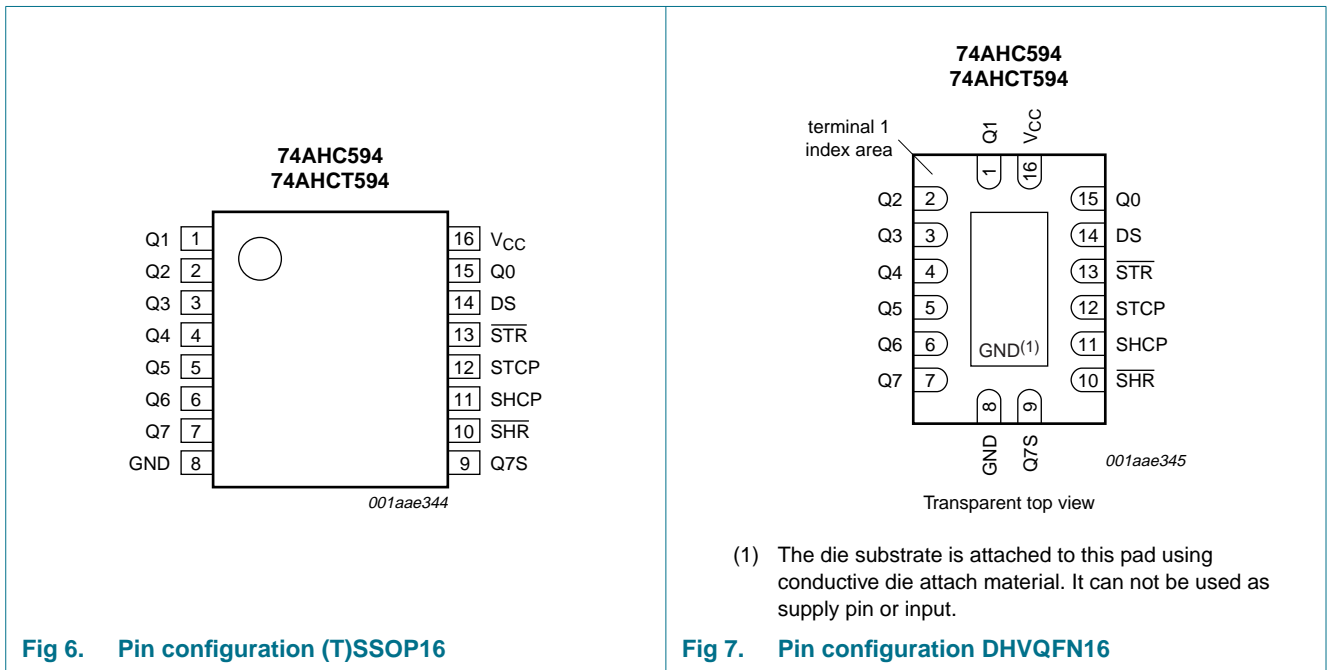 74AHC594
74AHCT594
Q1 1
Q2 2
Q3 3
Q4 4
Q5 5
Q6 6
Q7 7
GND 8
16 VCC
15 Q0
14 DS
13 STR
12 STCP
11 SHCP
10 SHR
9 Q7S
001aae344
Fig 6. Pin configuration (T)SSOP16
74AHC594
74AHCT594
terminal 1
index area
Q1
VCC
1
16
Q2 2
Q3 3
Q4 4
Q5 5
Q6 6
Q7 7
15 Q0
14 DS
13 STR
12 STCP
11 SHCP
10 SHR
GND(1)
8
9
GND
Q7S
001aae345
Transparent top view
(1) The die substrate is attached to this pad using
conductive die attach material. It can not be used as
supply pin or input.
Fig 7. Pin configuration DHVQFN16